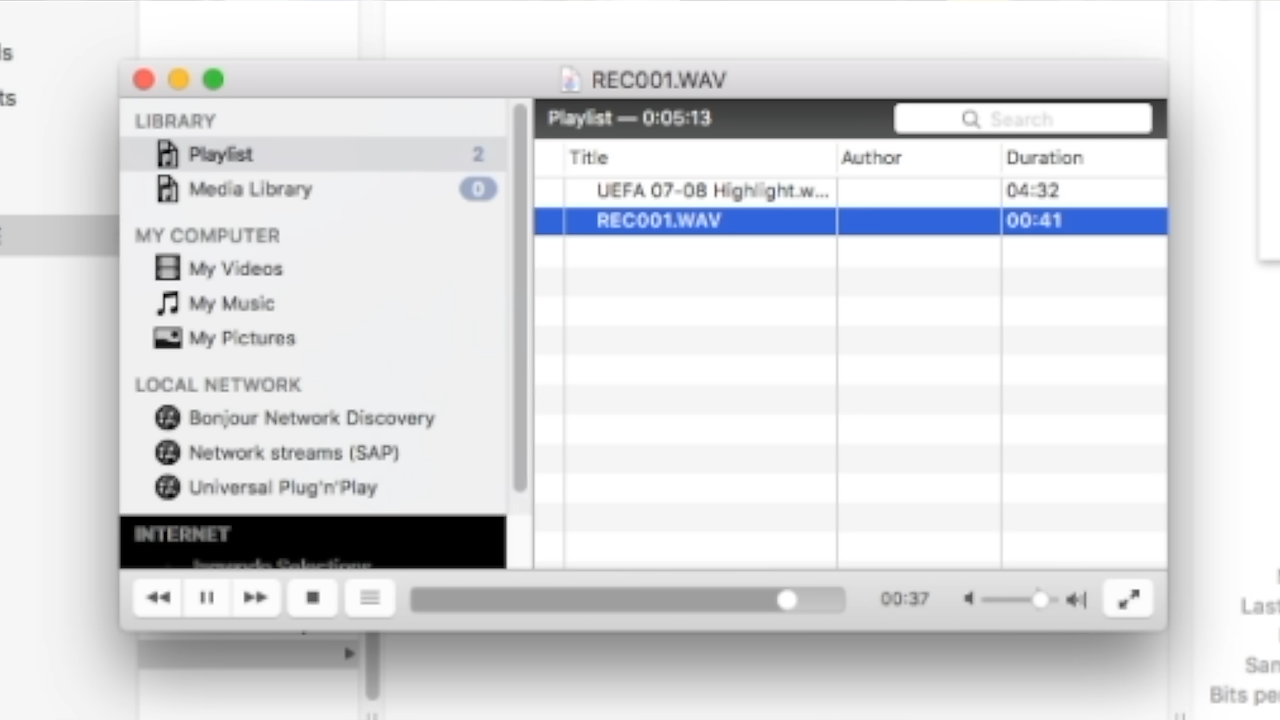 REC001.WAV
LIBRARY
Playlist 2
Media Library 0
MY COMPUTER
My Videos
My Music
My Pictures
LOCAL NETWORK
Bonjour Network Discovery
Network streams (SAP)
Universal Plug'n'Play
INTERNET
Selections
Playlist — 0:05:13 Search
Title Author Duration
UEFA 07-08 Highlight.w... 04:32
REC001.WAV 00:41
00:37
Last
Bits